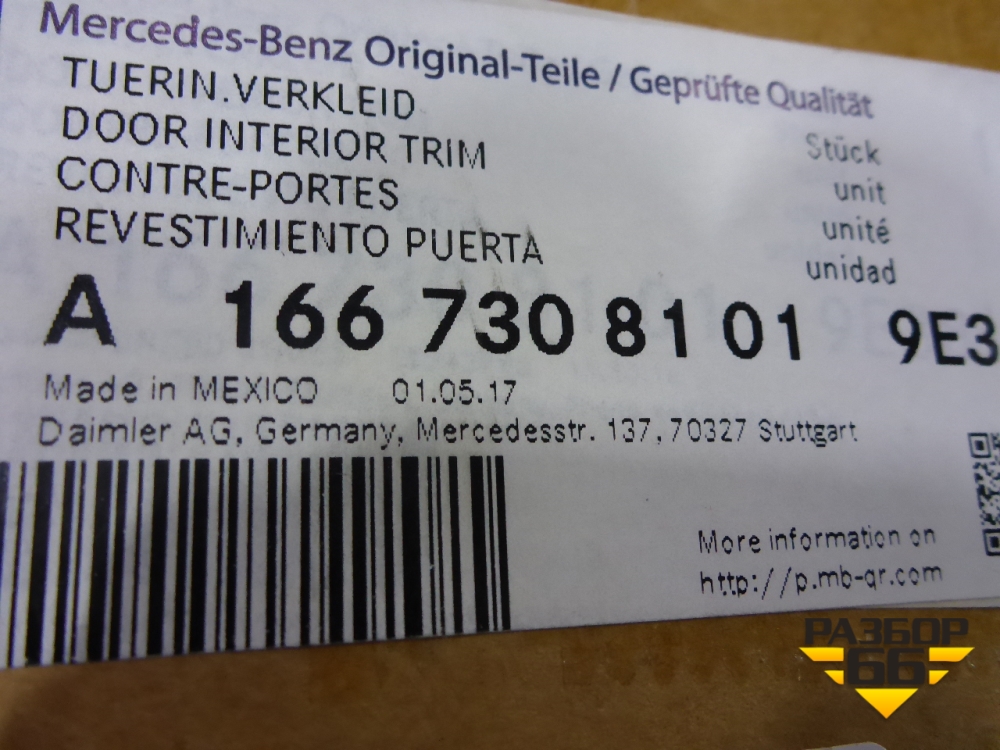 Mercedes-Benz Original-Teile / Geprüfte Qualität
TUERIN.VERKLEID
DOOR INTERIOR TRIM
CONTRE-PORTES
REVESTIMIENTO PUERTA
Stück
unit
unité
unidad
A 166 730 81 01 9E3
Made in MEXICO 01.05.17
Daimler AG, Germany, Mercedesstr. 137, 70327 Stuttgart
More information on
http://p.mb-qr.com
РАЗБОР
66